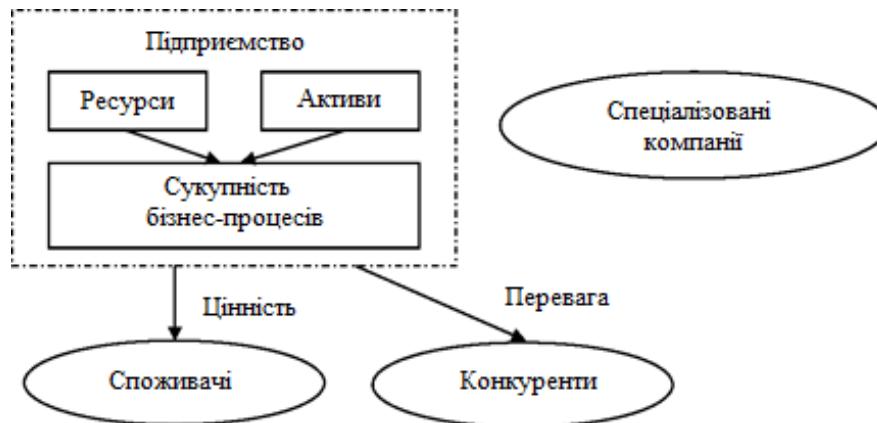 Підприємство
Ресурси
Активи
Спеціалізовані
компанії
Сукупність
бізнес-процесів
Цінність
Перевага
Споживачі
Конкуренти